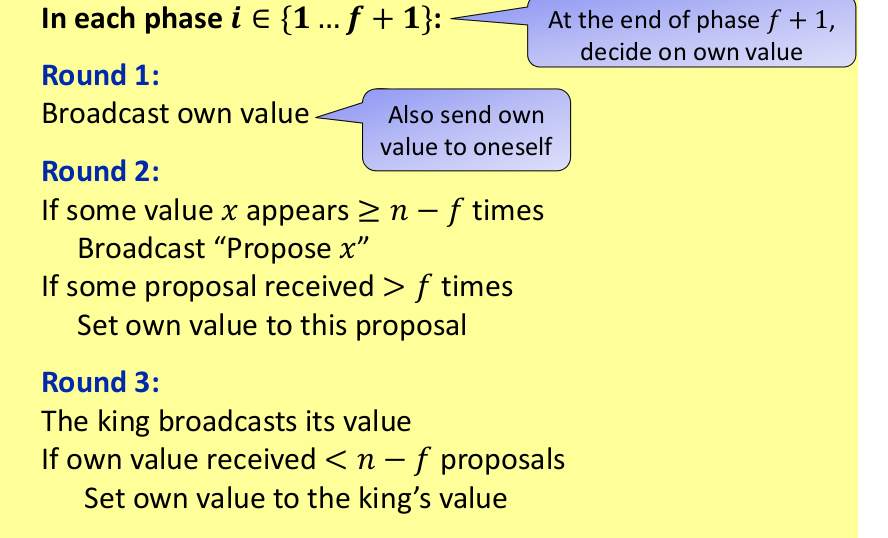 In each phase 𝒊 ∈ {𝟏 … 𝒇 + 𝟏}:
At the end of phase 𝑓 + 1,
decide on own value
Round 1:
Broadcast own value
Also send own
value to oneself
Round 2:
If some value 𝑥 appears ≥ 𝑛 − 𝑓 times
Broadcast “Propose 𝑥”
If some proposal received > 𝑓 times
Set own value to this proposal
Round 3:
The king broadcasts its value
If own value received < 𝑛 − 𝑓 proposals
Set own value to the king’s value